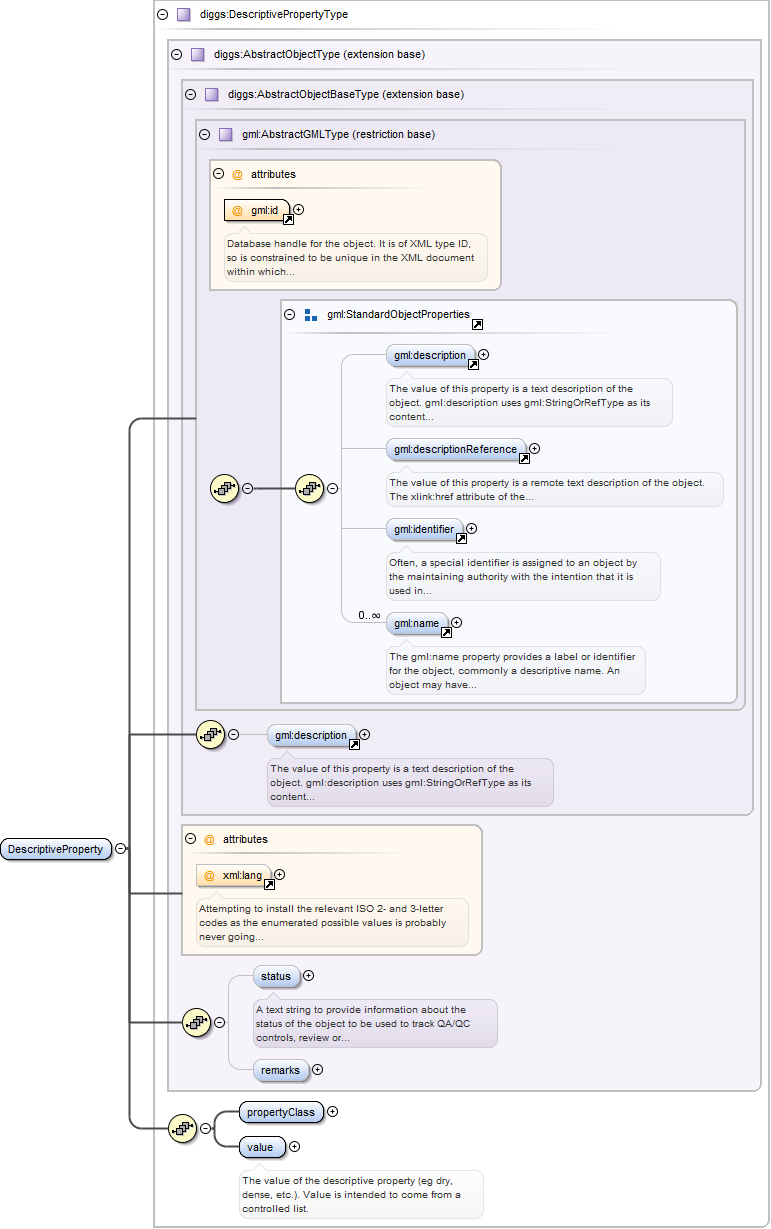 diggs:DescriptivePropertyType
diggs:AbstractObjectType (extension base)
diggs:AbstractObjectBaseType (extension base)
gml:AbstractGMLType (restriction base)
@ attributes
@ gml:id
Database handle for the object. It is of XML type ID,
so is constrained to be unique in the XML document
within which...
gml:StandardObjectProperties
gml:description
The value of this property is a text description of the
object. gml:description uses gml:StringOrRefType as its
content...
gml:descriptionReference
The value of this property is a remote text description of the object.
The xlink:href attribute of the...
gml:identifier
Often, a special identifier is assigned to an object by
the maintaining authority with the intention that it is
used in...
0..∞
gml:name
The gml:name property provides a label or identifier
for the object, commonly a descriptive name. An
object may have...
gml:description
The value of this property is a text description of the
object. gml:description uses gml:StringOrRefType as its
content...
DescriptiveProperty
@ attributes
@ xml:lang
Attempting to install the relevant ISO 2- and 3-letter
codes as the enumerated possible values is probably
never going...
status
A text string to provide information about the
status of the object to be used to track QA/QC
controls, review or...
remarks
propertyClass
value
The value of the descriptive property (eg dry,
dense, etc.). Value is intended to come from a
controlled list.